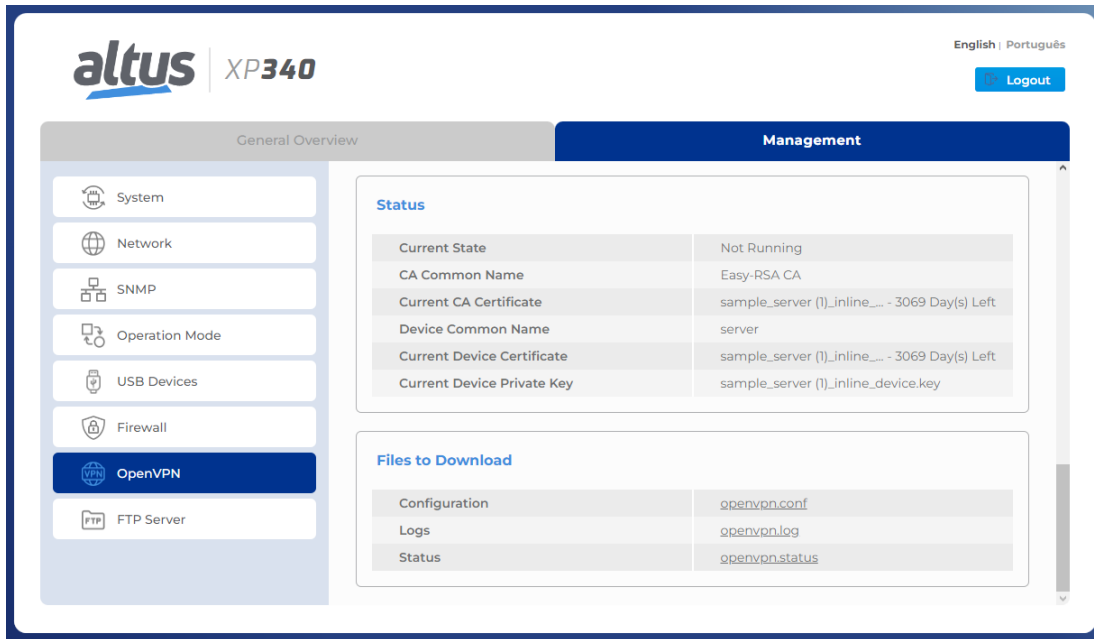 altus XP340
English | Português
Logout
General Overview
Management
System
Network
SNMP
Operation Mode
USB Devices
Firewall
VPN OpenVPN
FTP FTP Server
Status
Current State Not Running
CA Common Name Easy-RSA CA
Current CA Certificate sample_server (1)_inline_... - 3069 Day(s) Left
Device Common Name server
Current Device Certificate sample_server (1)_inline_... - 3069 Day(s) Left
Current Device Private Key sample_server (1)_inline_device.key
Files to Download
Configuration openvpn.conf
Logs openvpn.log
Status openvpn.status